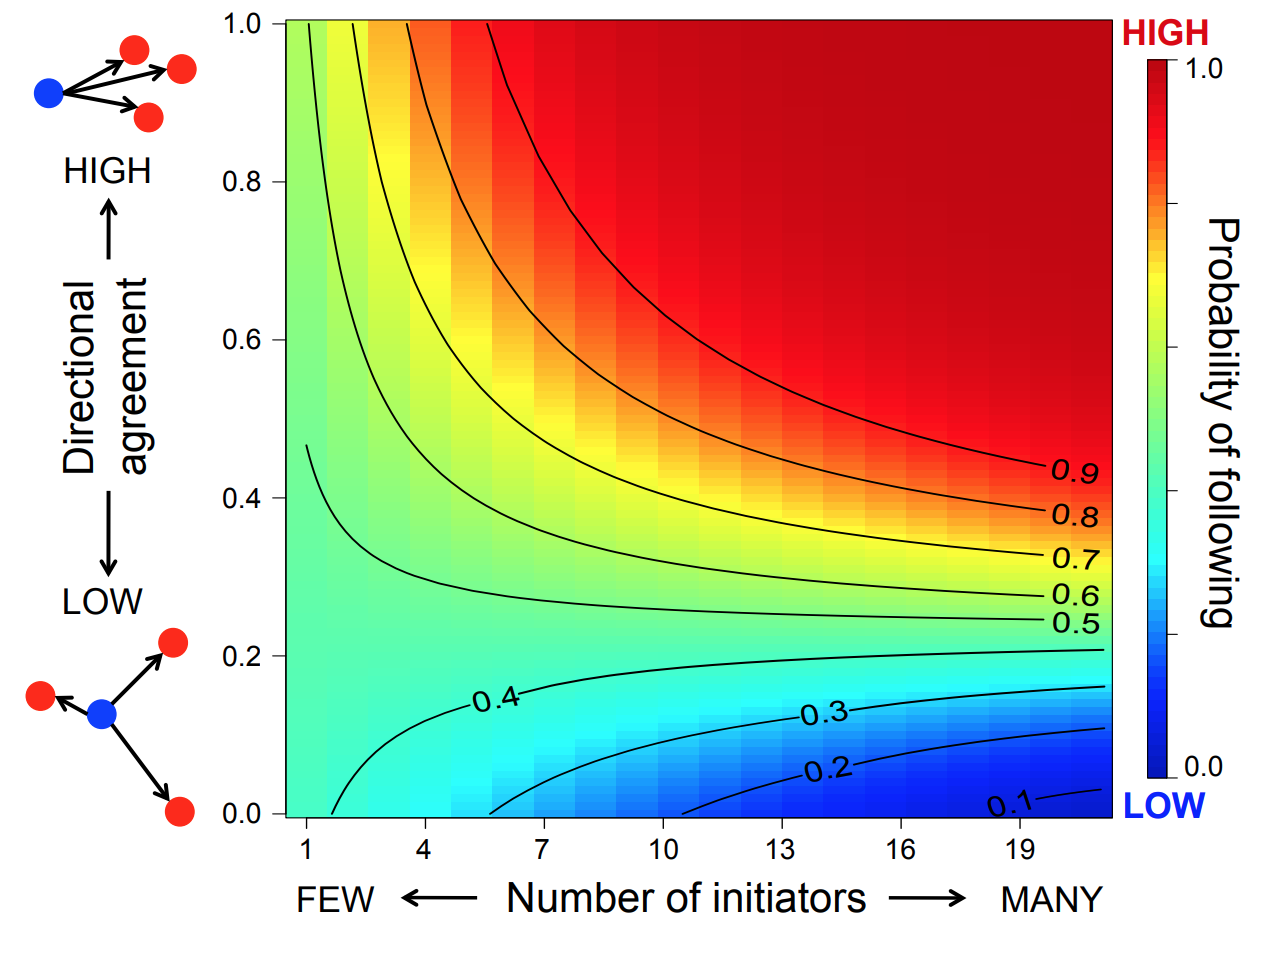 HIGH
Directional
agreement
LOW
1.0
0.8
0.6
0.4
0.2
0.0
0.9
0.8
0.7
0.6
0.5
0.4
0.3
0.2
0.1
1 4 7 10 13 16 19
FEW Number of initiators MANY
HIGH
1.0
Probability of following
0.0
LOW